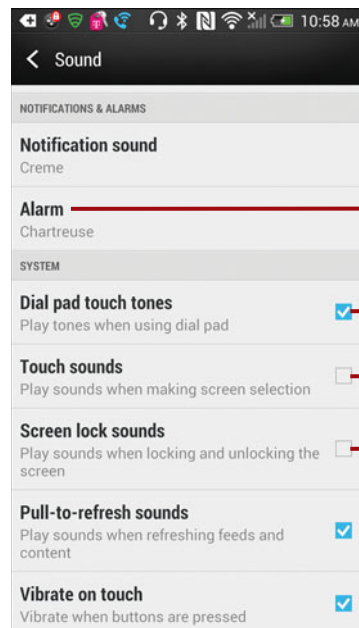 10:58 AM
Sound
NOTIFICATIONS & ALARMS
Notification sound
Creme
Alarm
Chartreuse
SYSTEM
Dial pad touch tones
Play tones when using dial pad
Touch sounds
Play sounds when making screen selection
Screen lock sounds
Play sounds when locking and unlocking the
screen
Pull-to-refresh sounds
Play sounds when refreshing feeds and
content
Vibrate on touch
Vibrate when buttons are pressed